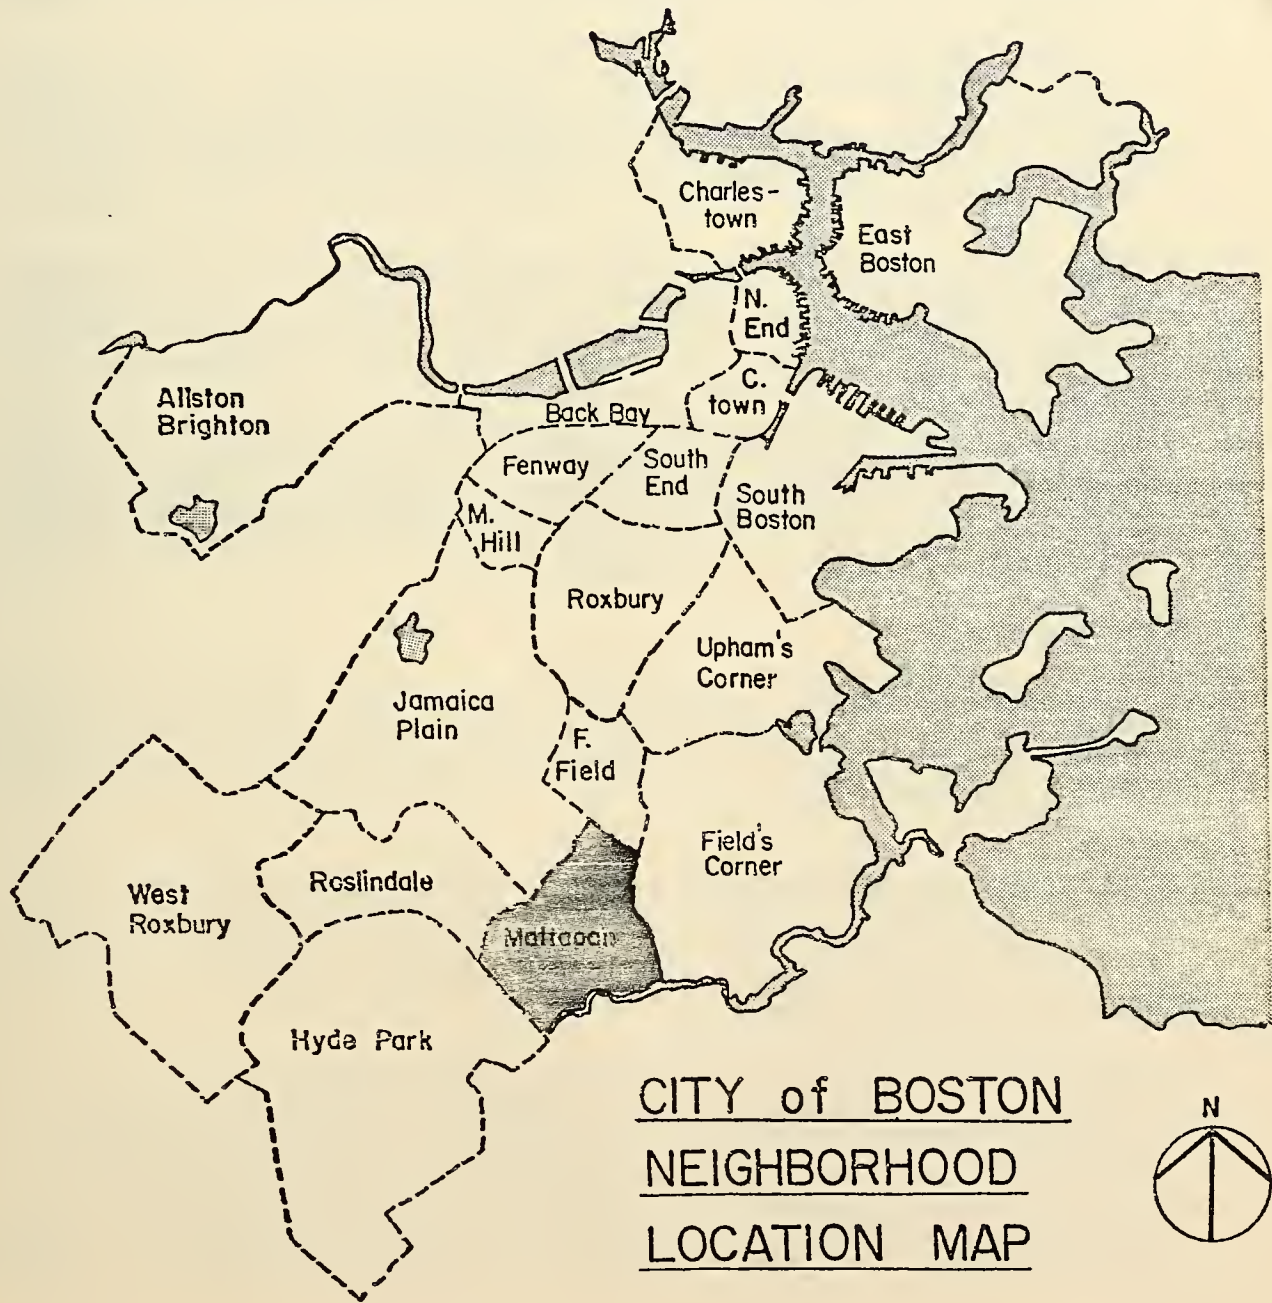 Charles-
town
East
Boston
N.
End
Allston
Brighton
C.
town
Back Bay
Fenway
South
End
South
Boston
M.
Hill
Roxbury
Upham's
Corner
Jamaica
Plain
F.
Field
Field's
Corner
Roslindale
West
Roxbury
Mattapan
Hyde Park
CITY of BOSTON
NEIGHBORHOOD
LOCATION MAP
N